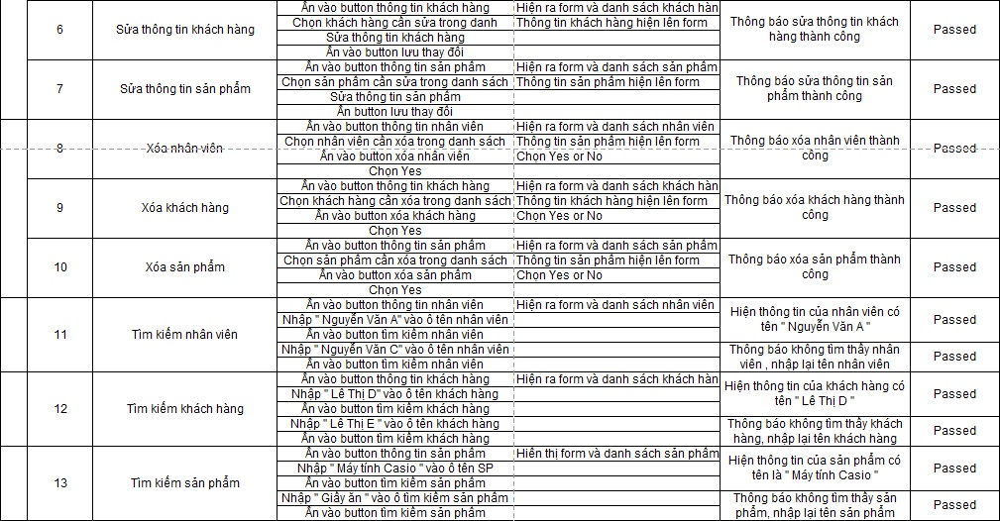 6
Sửa thông tin khách hàng
Ấn vào button thông tin khách hàng
Hiện ra form và danh sách khách hàn
Chọn khách hàng cần sửa trong danh
Thông tin khách hàng hiện lên form
Sửa thông tin khách hàng
Ấn vào button lưu thay đổi
Thông báo sửa thông tin khách
hàng thành công
Passed
7
Sửa thông tin sản phẩm
Ấn vào button thông tin sản phẩm
Hiện ra form và danh sách sản phẩm
Chọn sản phẩm cần sửa trong danh sách
Thông tin sản phẩm hiện lên form
Sửa thông tin sản phẩm
Ấn button lưu thay đổi
Thông báo sửa thông tin sản
phẩm thành công
Passed
8
Xóa nhân viên
Ấn vào button thông tin nhân viên
Hiện ra form và danh sách nhân viên
Chọn nhân viên cần xóa trong danh sách
Thông tin sản phẩm hiện lên form
Ấn vào button xóa nhân viên
Chọn Yes or No
Chọn Yes
Thông báo xóa nhân viên thành
công
Passed
9
Xóa khách hàng
Ấn vào button thông tin khách hàng
Hiện ra form và danh sách khách hàn
Chọn khách hàng cần xóa trong danh sách
Thông tin khách hàng hiện lên form
Ấn vào button xóa khách hàng
Chọn Yes or No
Chọn Yes
Thông báo xóa khách hàng thành
công
Passed
10
Xóa sản phẩm
Ấn vào button thông tin sản phẩm
Hiện ra form và danh sách sản phẩm
Chọn sản phẩm cần xóa trong danh sách
Thông tin sản phẩm hiện lên form
Ấn vào button xóa sản phẩm
Chọn Yes or No
Chọn Yes
Thông báo xóa sản phẩm thành
công
Passed
11
Tìm kiếm nhân viên
Ấn vào button thông tin nhân viên
Hiện ra form và danh sách nhân viên
Nhập " Nguyễn Văn A" vào ô tên nhân viên
Ấn vào button tìm kiếm nhân viên
Hiện thông tin của nhân viên có
tên " Nguyễn Văn A "
Passed
Nhập " Nguyễn Văn C" vào ô tên nhân viên
Ấn vào button tìm kiếm nhân viên
Thông báo không tìm thấy nhân
viên , nhập lại tên nhân viên
Passed
12
Tìm kiếm khách hàng
Ấn vào button thông tin khách hàng
Hiện ra form và danh sách khách hàn
Nhập " Lê Thị D" vào ô tên khách hàng
Ấn vào button tìm kiếm khách hàng
Hiện thông tin của khách hàng có
tên " Lê Thị D "
Passed
Nhập " Lê Thị E " vào ô tên khách hàng
Ấn vào button tìm kiếm khách hàng
Thông báo không tìm thấy khách
hàng, nhập lại tên khách hàng
Passed
13
Tìm kiếm sản phẩm
Ấn vào button thông tin sản phẩm
Hiển thị form và danh sách sản phẩm
Nhập " Máy tính Casio " vào ô tên SP
Ấn vào button tìm kiếm sản phẩm
Hiện thông tin của sản phẩm có
tên là " Máy tính Casio "
Passed
Nhập " Giấy ăn " vào ô tìm kiếm sản phẩm
Ấn vào button tìm kiếm sản phẩm
Thông báo không tìm thấy sản
phẩm, nhập lại tên sản phẩm
Passed